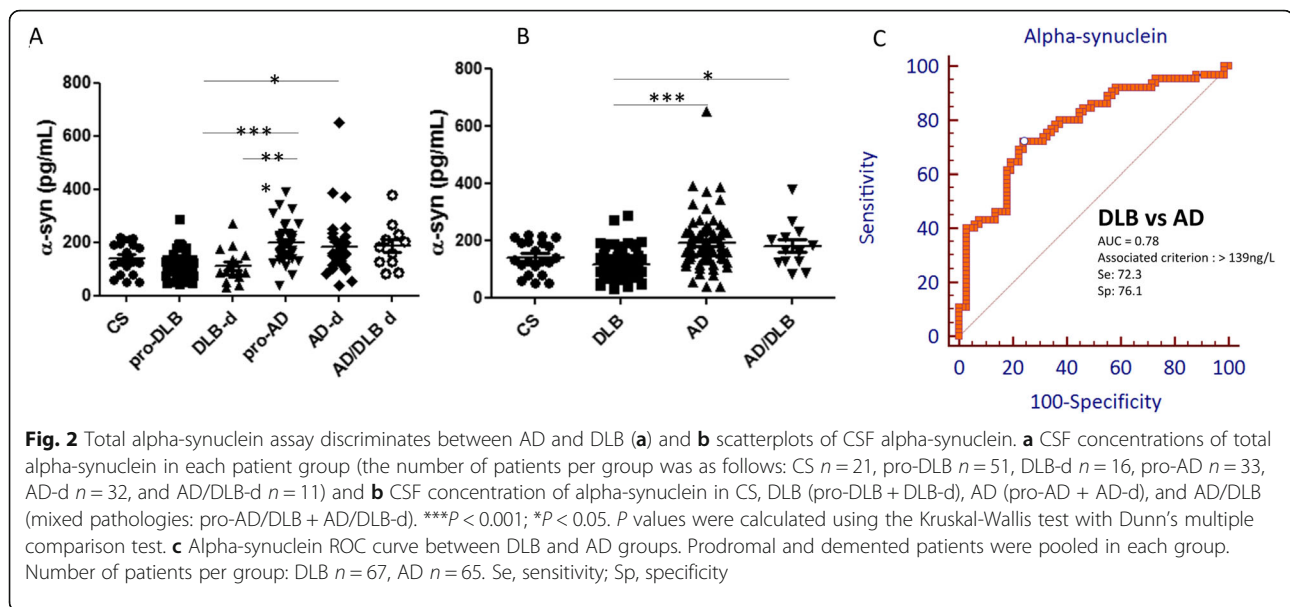 A
α-syn (pg/mL)
800
600
400
200
0
*
***
**
*
CS
pro-DLB
DLB-d
pro-AD
AD-d
AD/DLB d
B
α-syn (pg/mL)
800
600
400
200
0
*
***
CS
DLB
AD
AD/DLB
C
Alpha-synuclein
Sensitivity
100
80
60
40
20
0
DLB vs AD
AUC = 0.78
Associated criterion : > 139ng/L
Se: 72.3
Sp: 76.1
0 20 40 60 80 100
100-Specificity
Fig. 2 Total alpha-synuclein assay discriminates between AD and DLB (a) and b scatterplots of CSF alpha-synuclein. a CSF concentrations of total
alpha-synuclein in each patient group (the number of patients per group was as follows: CS n = 21, pro-DLB n = 51, DLB-d n = 16, pro-AD n = 33,
AD-d n = 32, and AD/DLB-d n = 11) and b CSF concentration of alpha-synuclein in CS, DLB (pro-DLB + DLB-d), AD (pro-AD + AD-d), and AD/DLB
(mixed pathologies: pro-AD/DLB + AD/DLB-d). ***P < 0.001; *P < 0.05. P values were calculated using the Kruskal-Wallis test with Dunn's multiple
comparison test. c Alpha-synuclein ROC curve between DLB and AD groups. Prodromal and demented patients were pooled in each group.
Number of patients per group: DLB n = 67, AD n = 65. Se, sensitivity; Sp, specificity